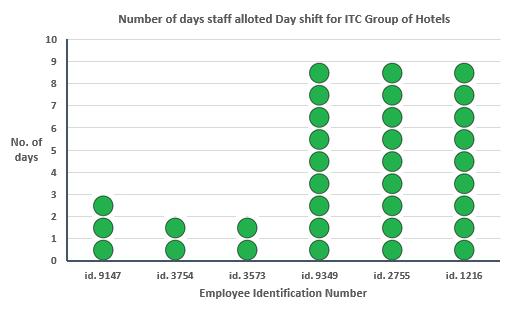 Number of days staff alloted Day shift for ITC Group of Hotels
10
9
8
7
6
5
4
3
2
1
0
No. of
days
id. 9147 id. 3754 id. 3573 id. 9349 id. 2755 id. 1216
Employee Identification Number